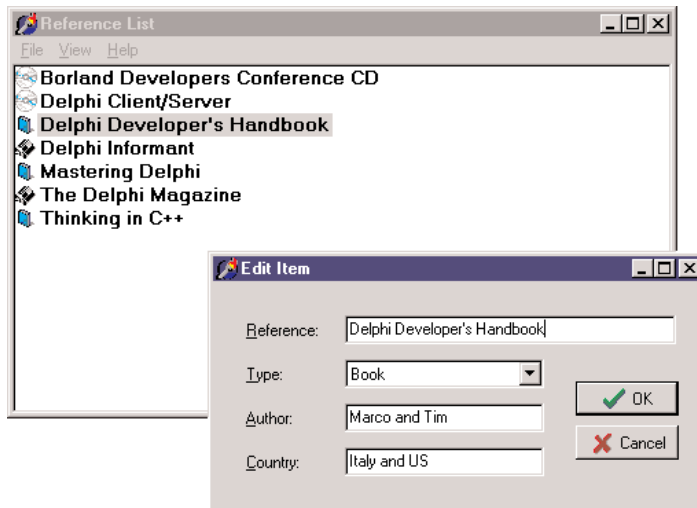 Reference List
File View Help
Borland Developers Conference CD
Delphi Client/Server
Delphi Developer's Handbook
Delphi Informant
Mastering Delphi
The Delphi Magazine
Thinking in C++
Edit Item
Reference: Delphi Developer's Handbook
Type: Book
OK
Author: Marco and Tim
Cancel
Country: Italy and US